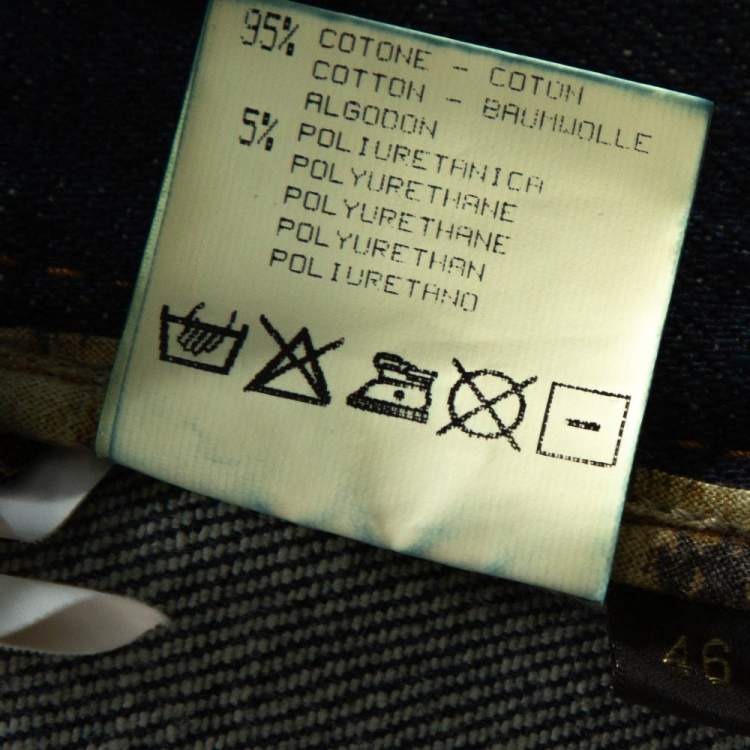 95% COTONE - COTON
COTTON - BAUMWOLLE
ALGODON
5% POLIURETANICA
POLYURETHANE
POLYURETHANE
POLYURETHAN
POLIURETANO
46